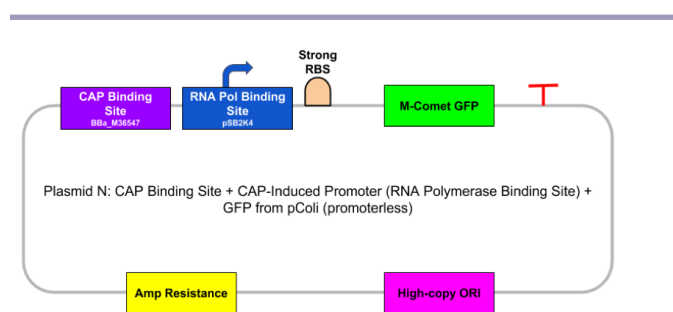 Strong
RBS
CAP Binding
Site
BBa_M36547
RNA Pol Binding
Site
pSB2K4
M-Comet GFP
Plasmid N: CAP Binding Site + CAP-Induced Promoter (RNA Polymerase Binding Site) +
GFP from pColi (promoterless)
Amp Resistance
High-copy ORI